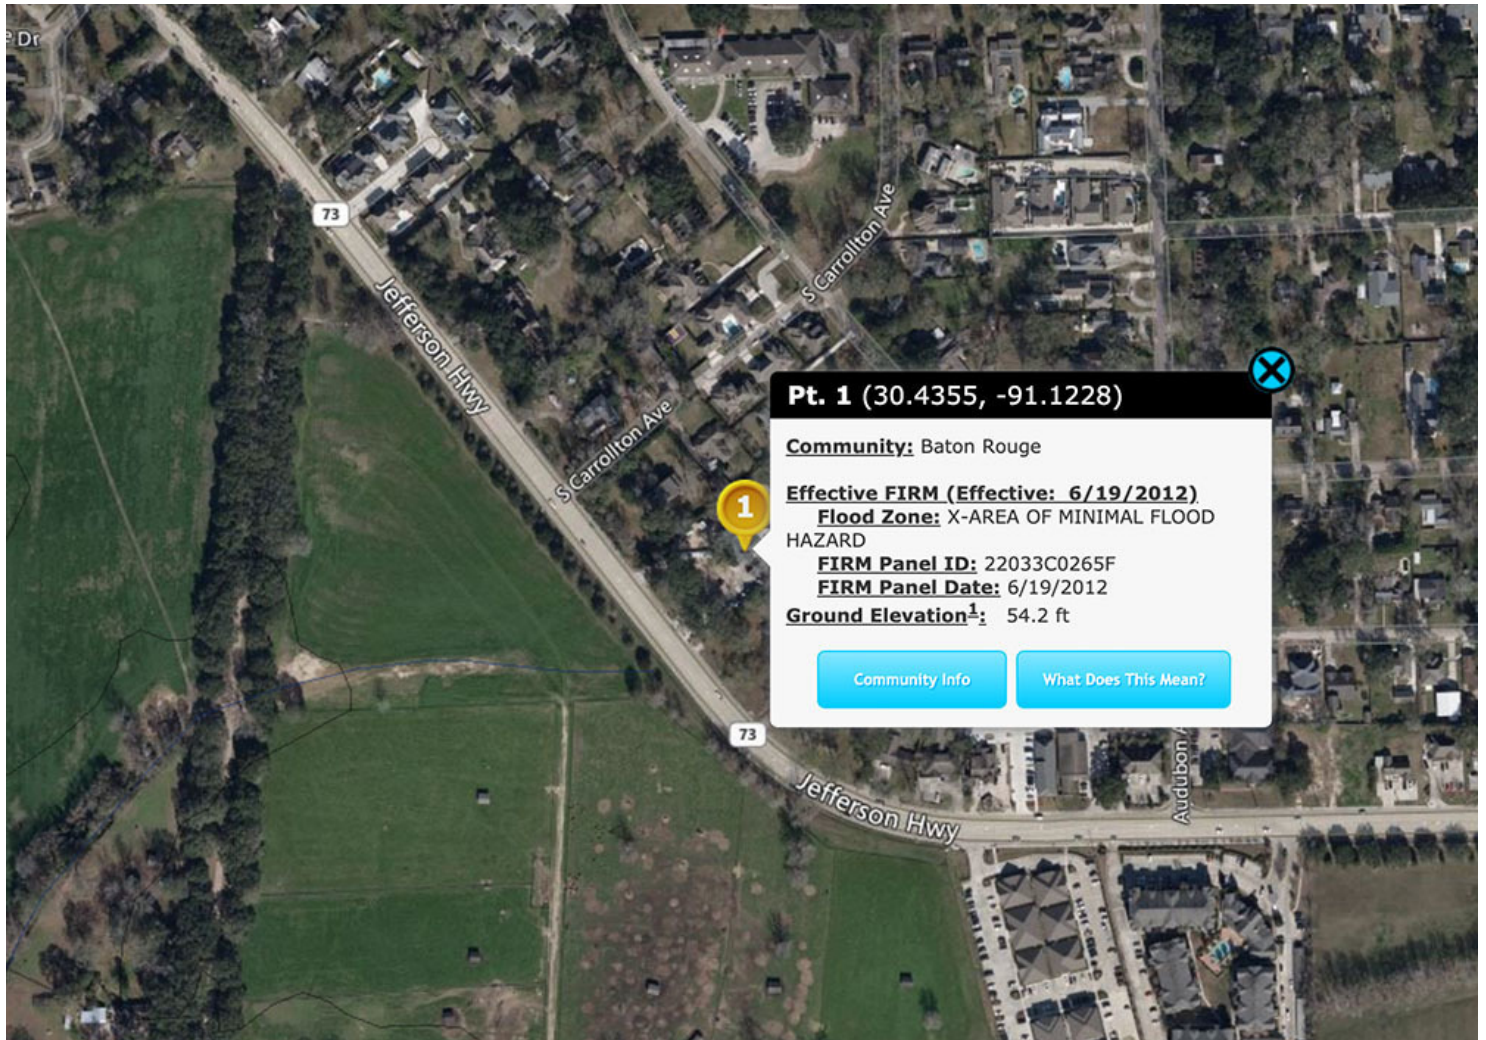 e Dr
73
Jefferson Hwy
S Carrollton Ave
S Carrollton Ave
1
Pt. 1 (30.4355, -91.1228)
Community: Baton Rouge
Effective FIRM (Effective: 6/19/2012)
Flood Zone: X-AREA OF MINIMAL FLOOD
HAZARD
FIRM Panel ID: 22033C0265F
FIRM Panel Date: 6/19/2012
Ground Elevation1: 54.2 ft
Community Info
What Does This Mean?
73
Jefferson Hwy
Audubon A